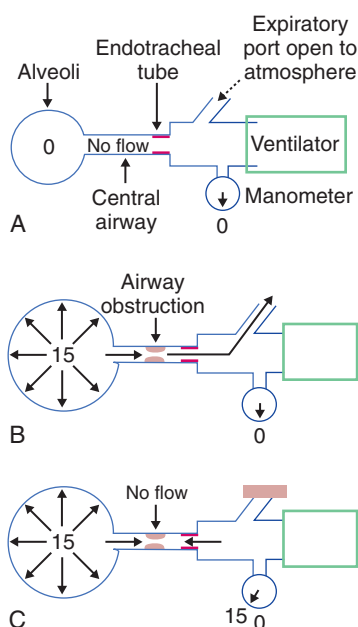 Expiratory
port open to
atmosphere
Endotracheal
tube
Alveoli
0
No flow
Ventilator
Central
airway
Manometer
0
A
Airway
obstruction
15
0
B
No flow
15
15 0
C